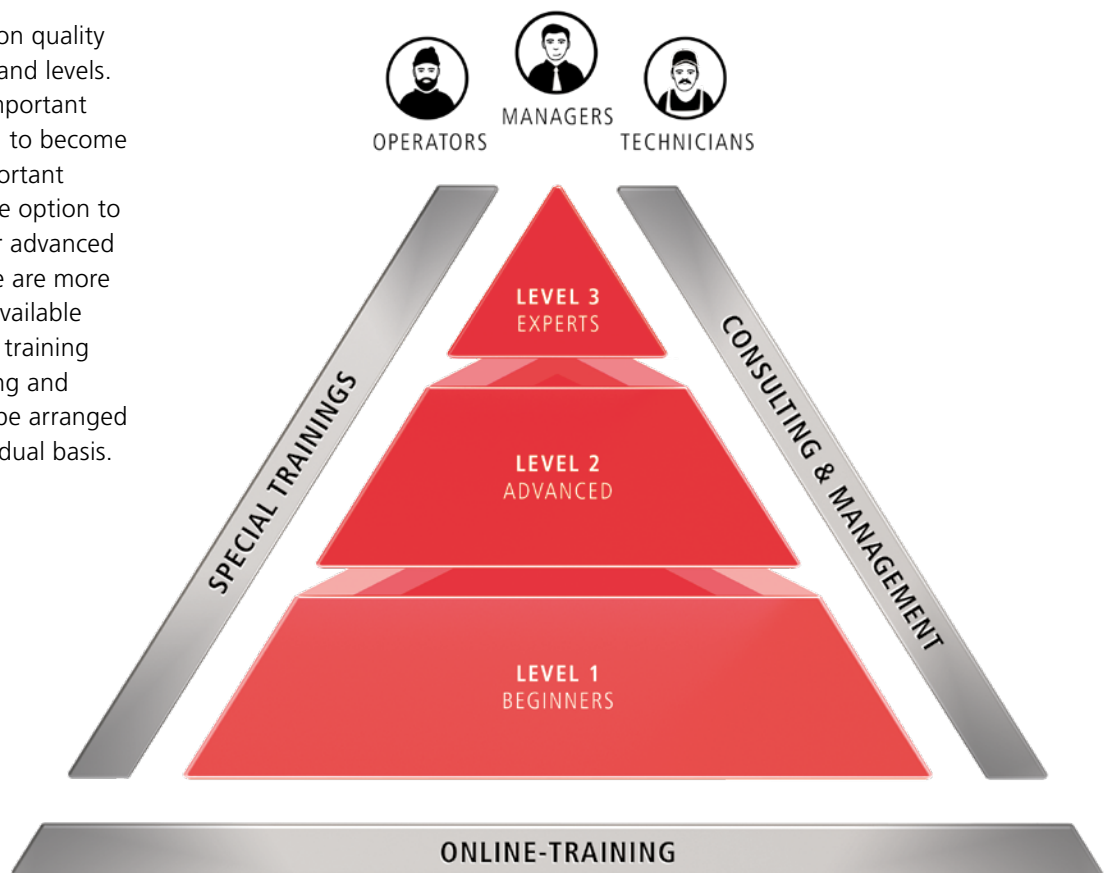 on quality
and levels.
mportant
to become
ortant
e option to
r advanced
e are more
vailable
training
ng and
be arranged
dual basis.
OPERATORS
MANAGERS
TECHNICIANS
SPECIAL TRAININGS
LEVEL 3
EXPERTS
LEVEL 2
ADVANCED
LEVEL 1
BEGINNERS
CONSULTING & MANAGEMENT
ONLINE-TRAINING